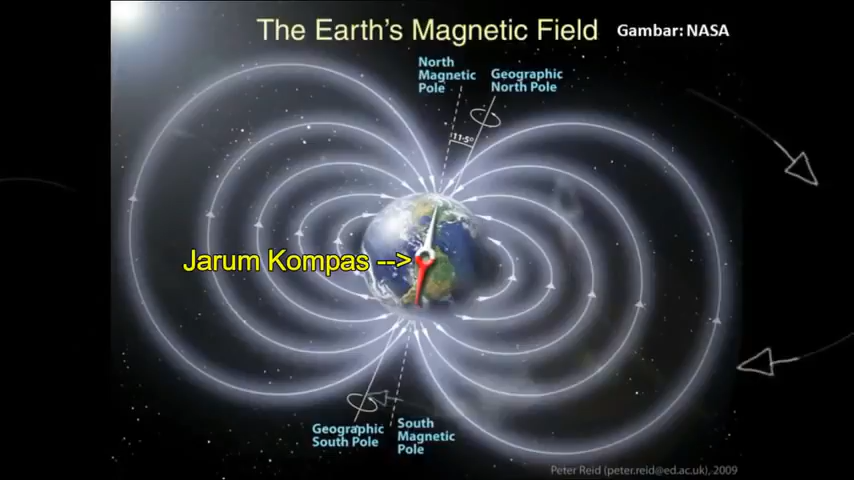 The Earth's Magnetic Field
Gambar: NASA
North
Magnetic
Pole
Geographic
North Pole
11.5°
Jarum Kompas -->
Geographic
South Pole
South
Magnetic
Pole
Peter Reid (peter.reid@ed.ac.uk), 2009